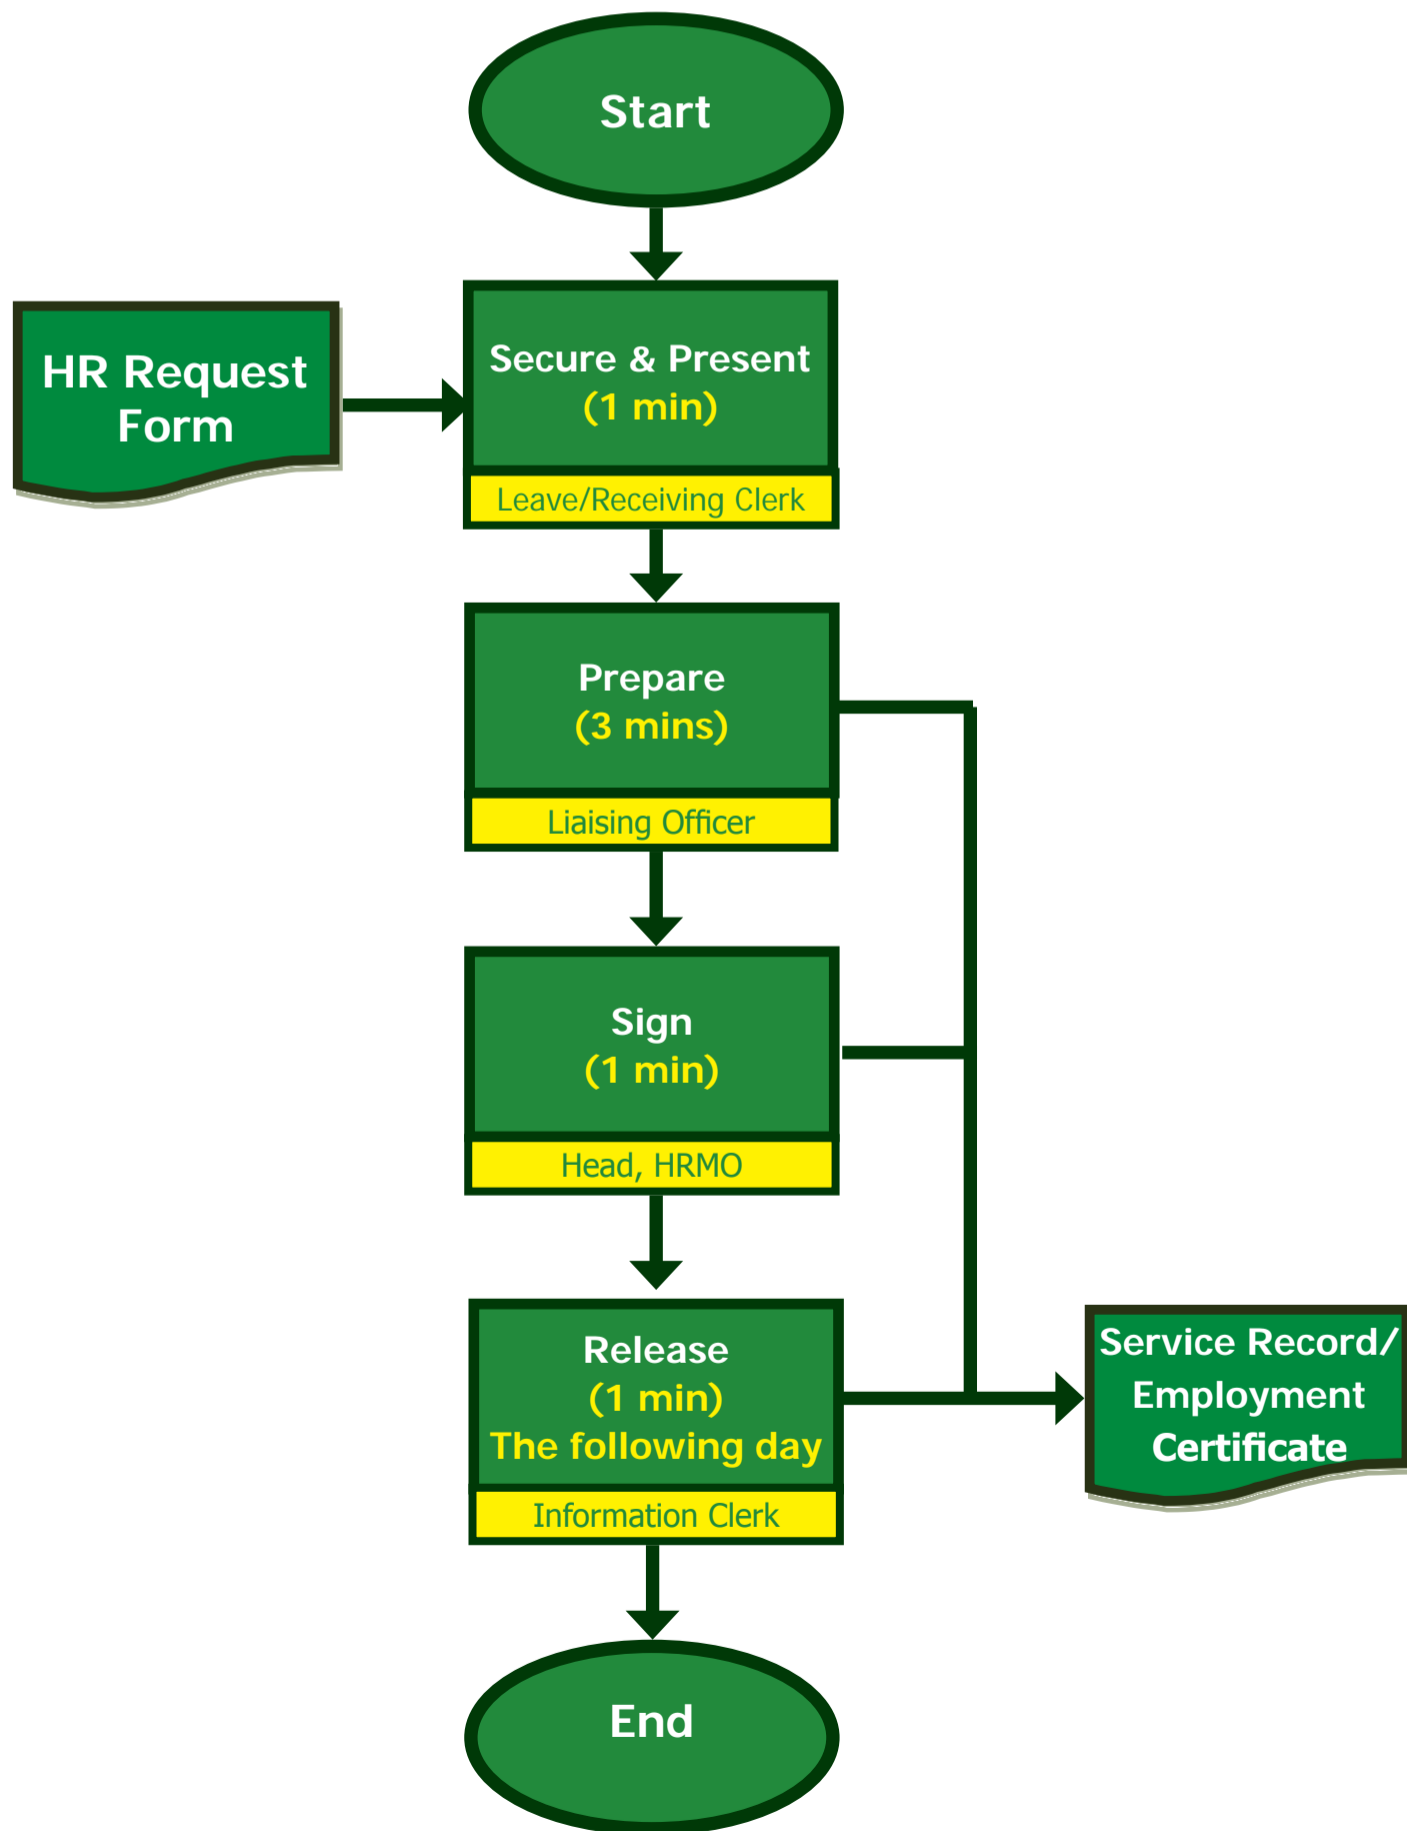 Start
HR Request
Form
Secure & Present
(1 min)
Leave/Receiving Clerk
Prepare
(3 mins)
Liaising Officer
Sign
(1 min)
Head, HRMO
Release
(1 min)
The following day
Information Clerk
Service Record/
Employment
Certificate
End